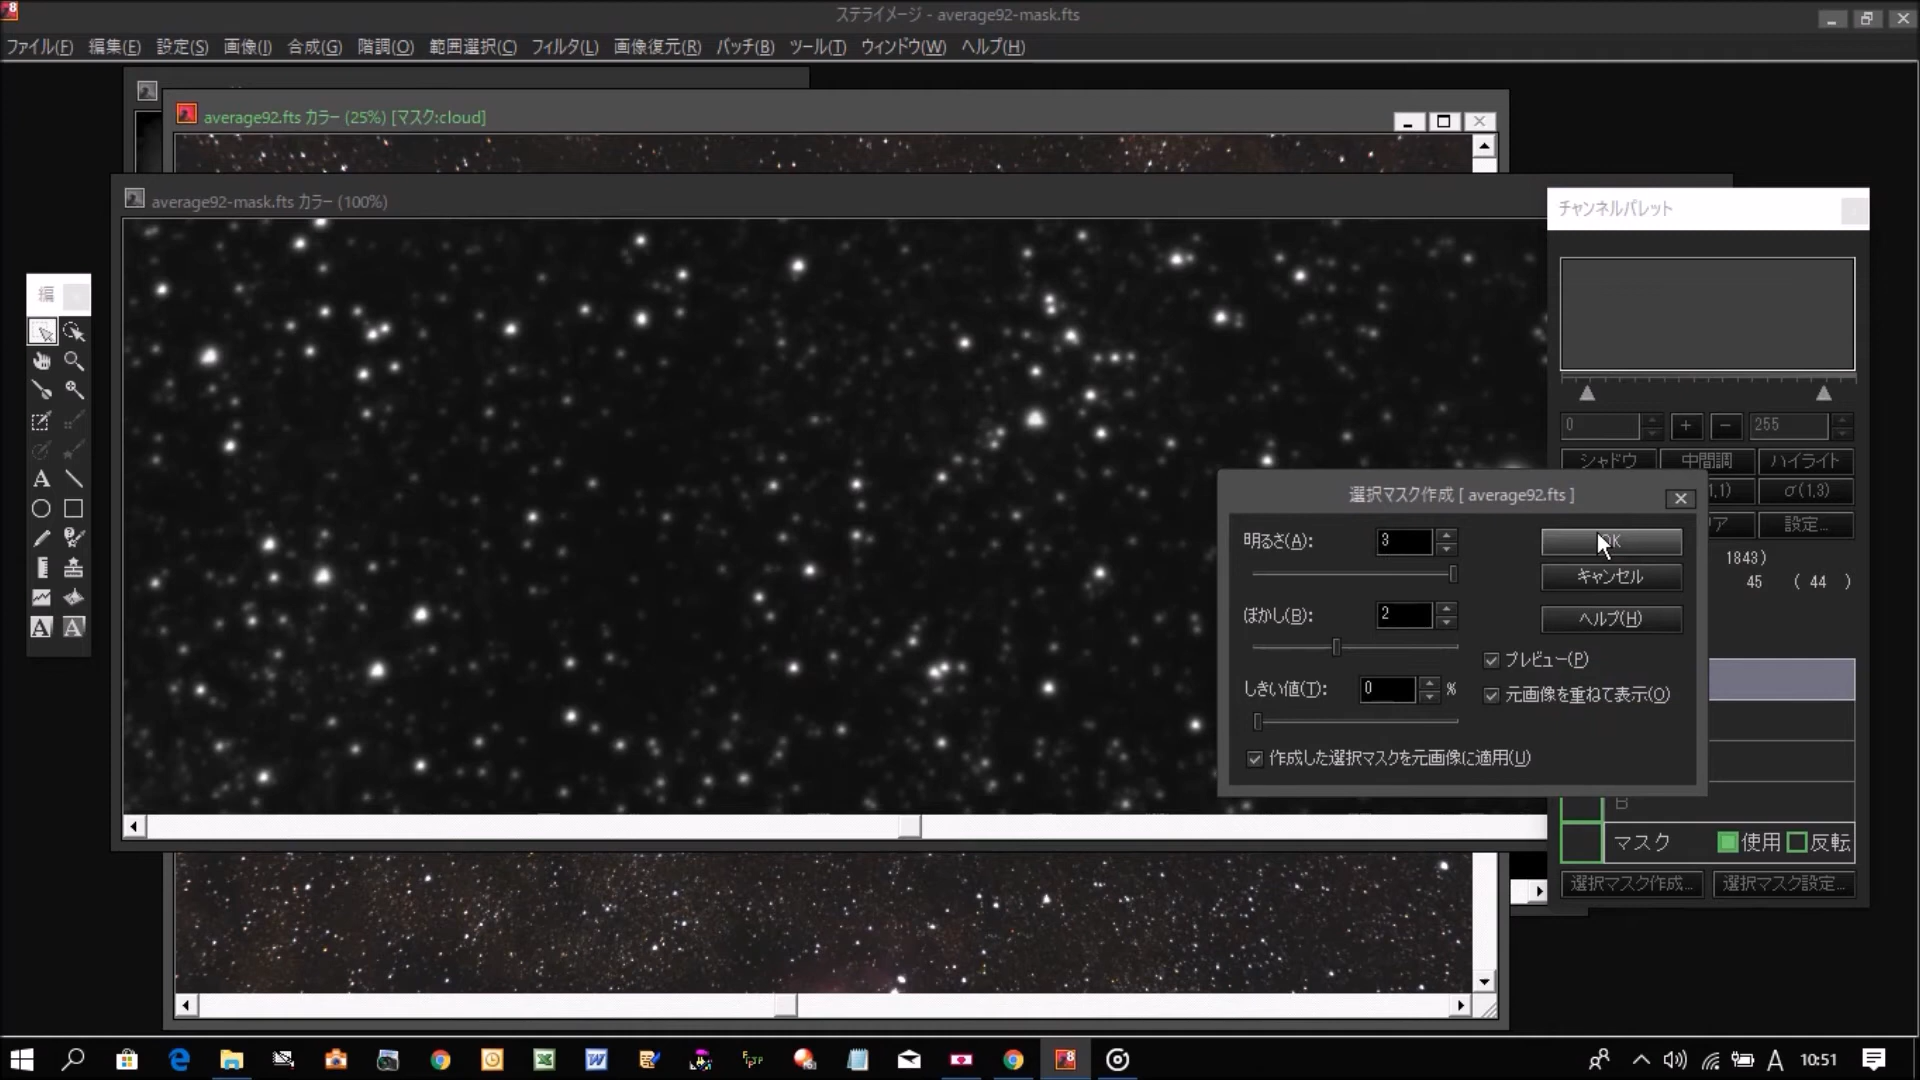 ステライメージ - average92-mask.fts
ファイル(F) 編集(E) 設定(S) 画像(I) 合成(G) 階調(O) 範囲選択(C) フィルタ(L) 画像復元(R) バッチ(B) ツール(T) ウィンドウ(W) ヘルプ(H)
average92.fts カラー (25%) [マスク:cloud]
average92-mask.fts カラー (100%)
チャンネルパレット
編
0 + - 255
シャドウ 中間調 ハイライト
1,1) σ(1,3)
ア 設定...
1843)
45 ( 44 )
選択マスク作成 [ average92.fts ]
明るさ(A): 3
OK
キャンセル
ぼかし(B): 2
ヘルプ(H)
プレビュー(P)
しきい値(T): 0 %
元画像を重ねて表示(O)
作成した選択マスクを元画像に適用(U)
B
マスク 使用 反転
選択マスク作成... 選択マスク設定...
A 10:51